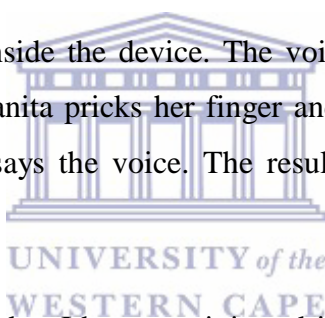 nside the device. The voi
anita pricks her finger an
says the voice. The resul
UNIVERSITY of the
WESTERN CAPE